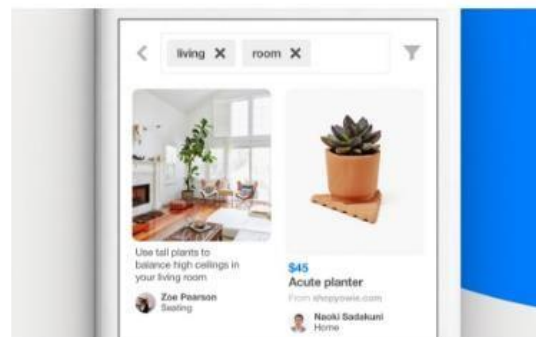 living ✕ room ✕
Use tall plants to
balance high ceilings in
your living room
Zoe Pearson
Seating
$45
Acute planter
From shopyowie.com
Naoki Sadakuni
Home